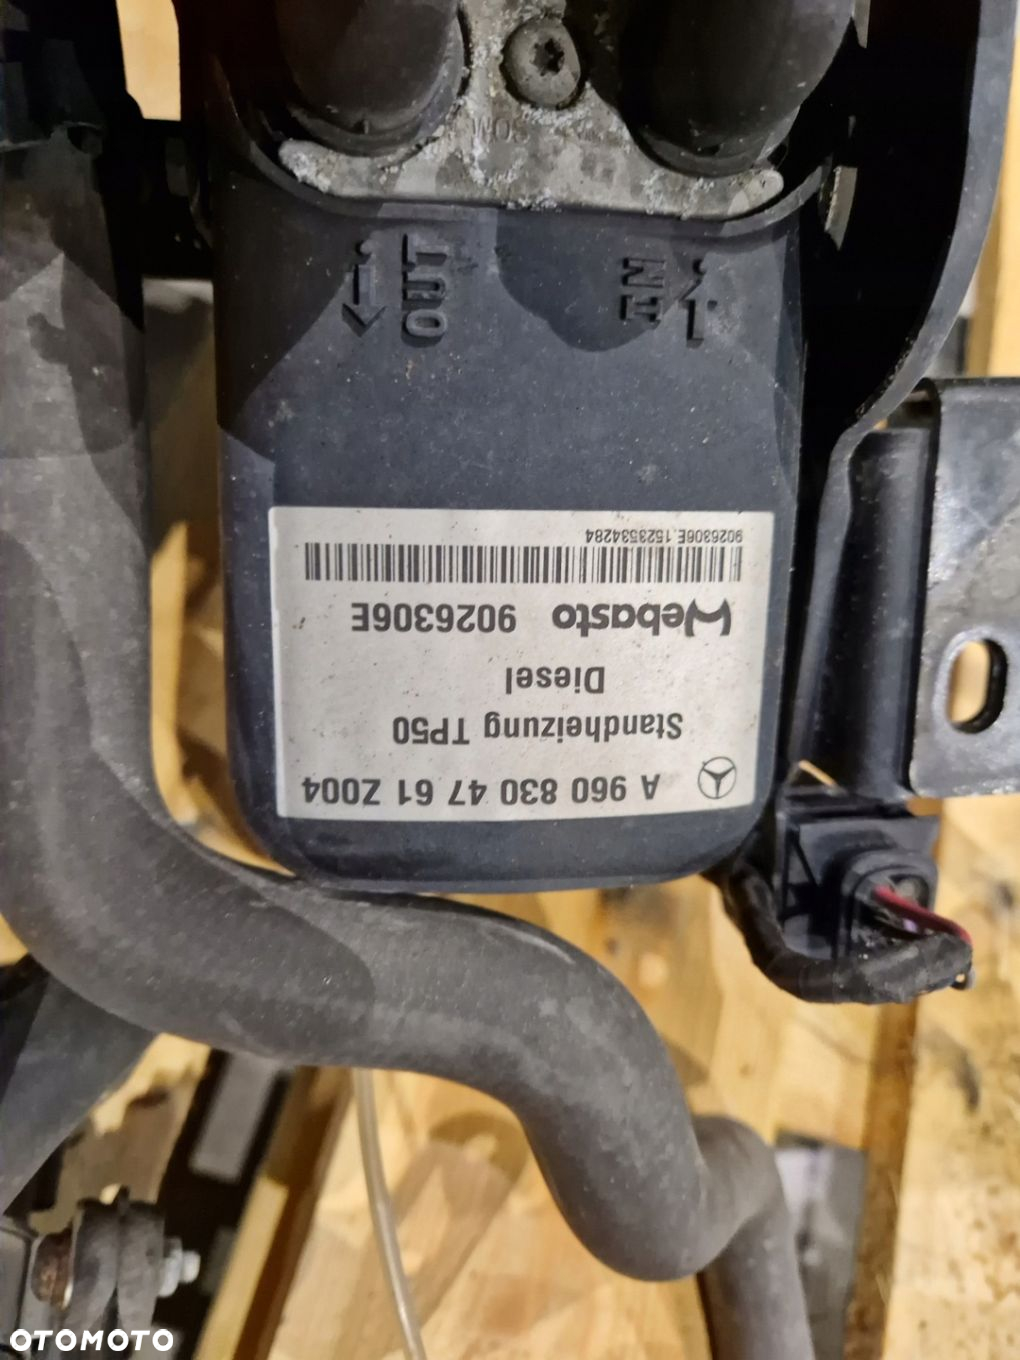 A 960 830 47 61 Z004
Standheizung TP50
Diesel
Webasto 9026306E
9026306E 1523534284
IN
OUT
OTOMOTO